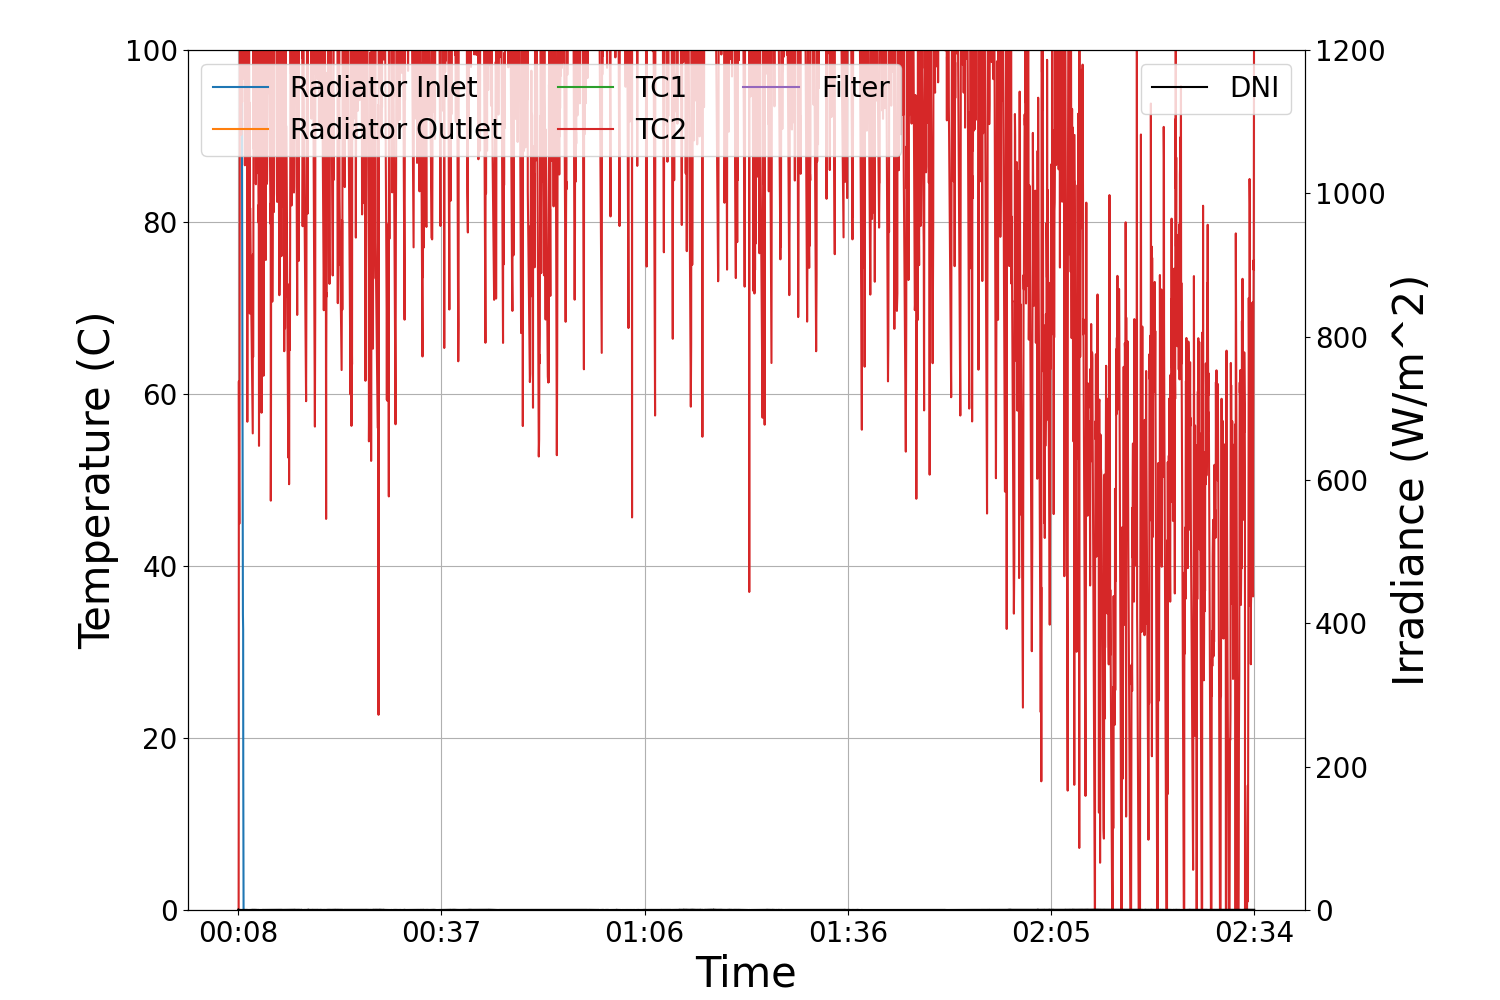 100
80
60
40
20
0
Temperature (C)
Radiator Inlet
Radiator Outlet
TC1
TC2
Filter
DNI
1200
1000
800
600
400
200
0
Irradiance (W/m^2)
00:08 00:37 01:06 01:36 02:05 02:34
Time